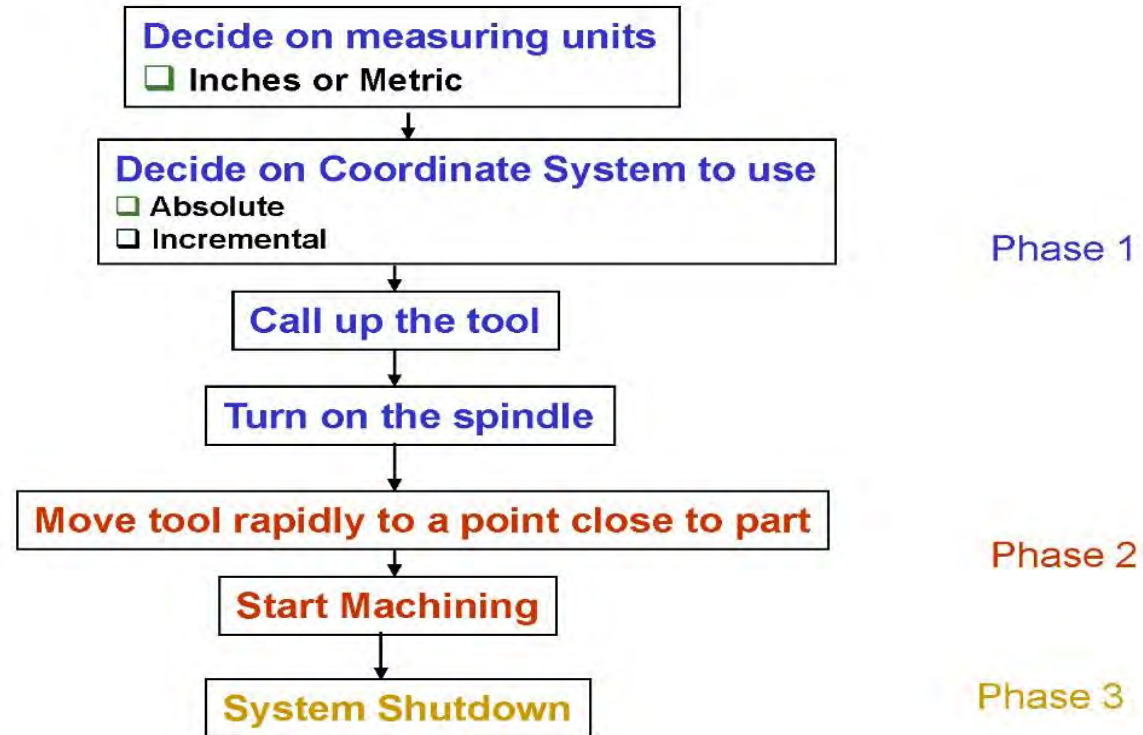 Decide on measuring units
❑ Inches or Metric
Decide on Coordinate System to use
❑ Absolute
❑ Incremental
Phase 1
Call up the tool
Turn on the spindle
Move tool rapidly to a point close to part
Phase 2
Start Machining
System Shutdown
Phase 3